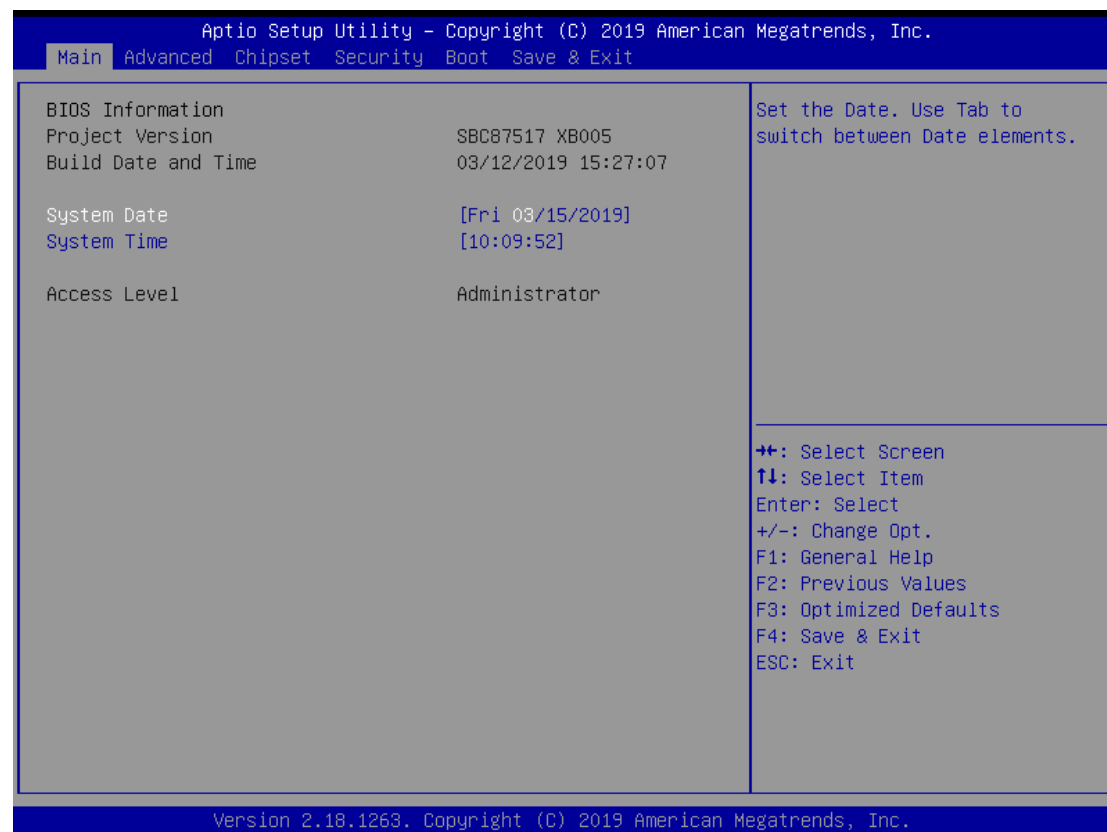 Aptio Setup Utility – Copyright (C) 2019 American Megatrends, Inc.
Main Advanced Chipset Security Boot Save & Exit
BIOS Information
Project Version SBC87517 XB005
Build Date and Time 03/12/2019 15:27:07
System Date [Fri 03/15/2019]
System Time [10:09:52]
Access Level Administrator
Set the Date. Use Tab to
switch between Date elements.
→←: Select Screen
↑↓: Select Item
Enter: Select
+/-: Change Opt.
F1: General Help
F2: Previous Values
F3: Optimized Defaults
F4: Save & Exit
ESC: Exit
Version 2.18.1263. Copyright (C) 2019 American Megatrends, Inc.